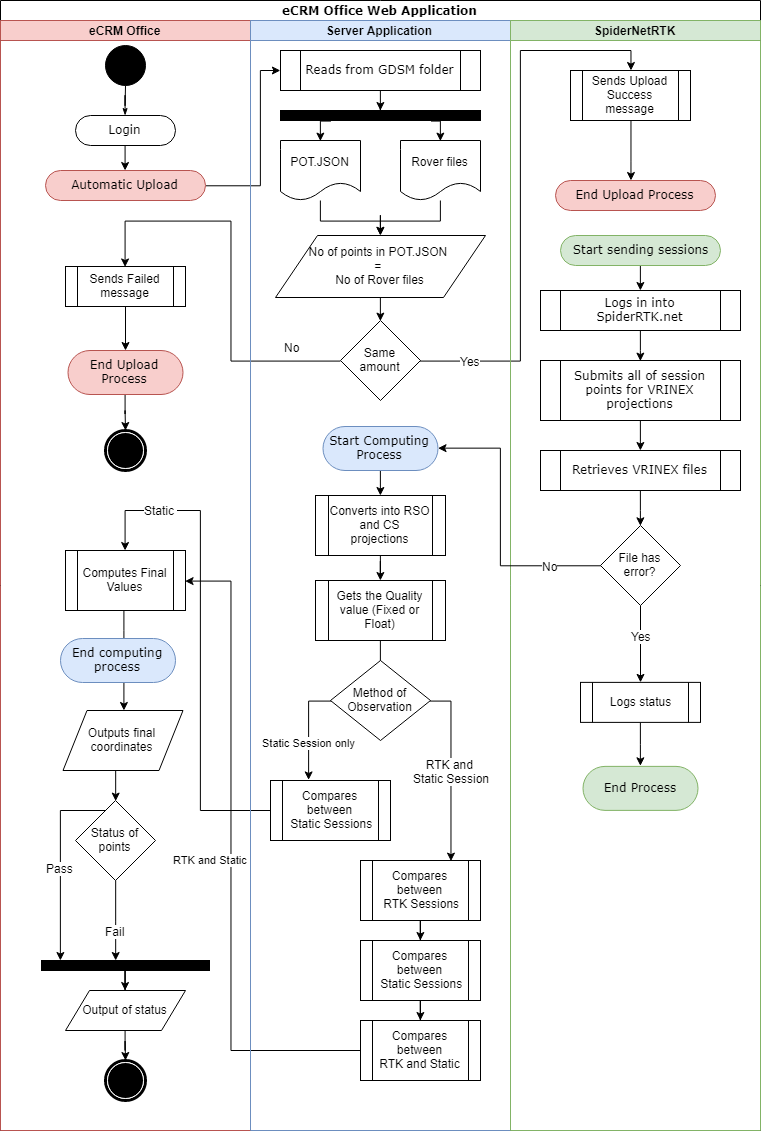 eCRM Office Web Application
eCRM Office
Server Application
SpiderNetRTK
Login
Automatic Upload
Sends Failed
message
End Upload
Process
Static
Computes Final
Values
End computing
process
Outputs final
coordinates
Status of
points
Pass
Fail
Output of status
Reads from GDSM folder
POT.JSON
Rover files
No of points in POT.JSON
=
No of Rover files
Same
amount
No
Yes
Start Computing
Process
Converts into RSO
and CS
projections
Gets the Quality
value (Fixed or
Float)
Method of
Observation
Static Session only
RTK and
Static Session
Compares
between
Static Sessions
RTK and Static
Compares
between
RTK Sessions
Compares
between
Static Sessions
Compares
between
RTK and Static
Sends Upload
Success
message
End Upload Process
Start sending sessions
Logs in into
SpiderRTK.net
Submits all of session
points for VRINEX
projections
Retrieves VRINEX files
File has
error?
No
Yes
Logs status
End Process